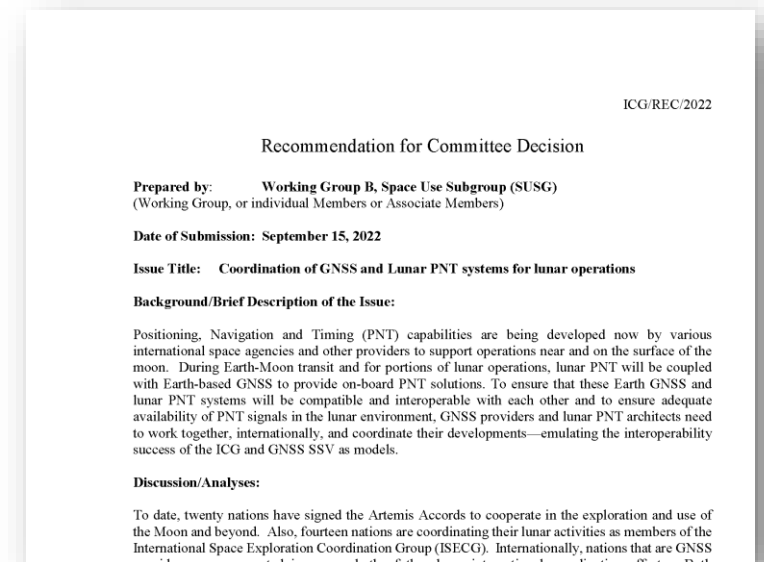 ICG/REC/2022
Recommendation for Committee Decision
Prepared by: Working Group B, Space Use Subgroup (SUSG)
(Working Group, or individual Members or Associate Members)
Date of Submission: September 15, 2022
Issue Title: Coordination of GNSS and Lunar PNT systems for lunar operations
Background/Brief Description of the Issue:
Positioning, Navigation and Timing (PNT) capabilities are being developed now by various
international space agencies and other providers to support operations near and on the surface of the
moon. During Earth-Moon transit and for portions of lunar operations, lunar PNT will be coupled
with Earth-based GNSS to provide on-board PNT solutions. To ensure that these Earth GNSS and
lunar PNT systems will be compatible and interoperable with each other and to ensure adequate
availability of PNT signals in the lunar environment, GNSS providers and lunar PNT architects need
to work together, internationally, and coordinate their developments—emulating the interoperability
success of the ICG and GNSS SSV as models.
Discussion/Analyses:
To date, twenty nations have signed the Artemis Accords to cooperate in the exploration and use of
the Moon and beyond. Also, fourteen nations are coordinating their lunar activities as members of the
International Space Exploration Coordination Group (ISECG). Internationally, nations that are GNSS